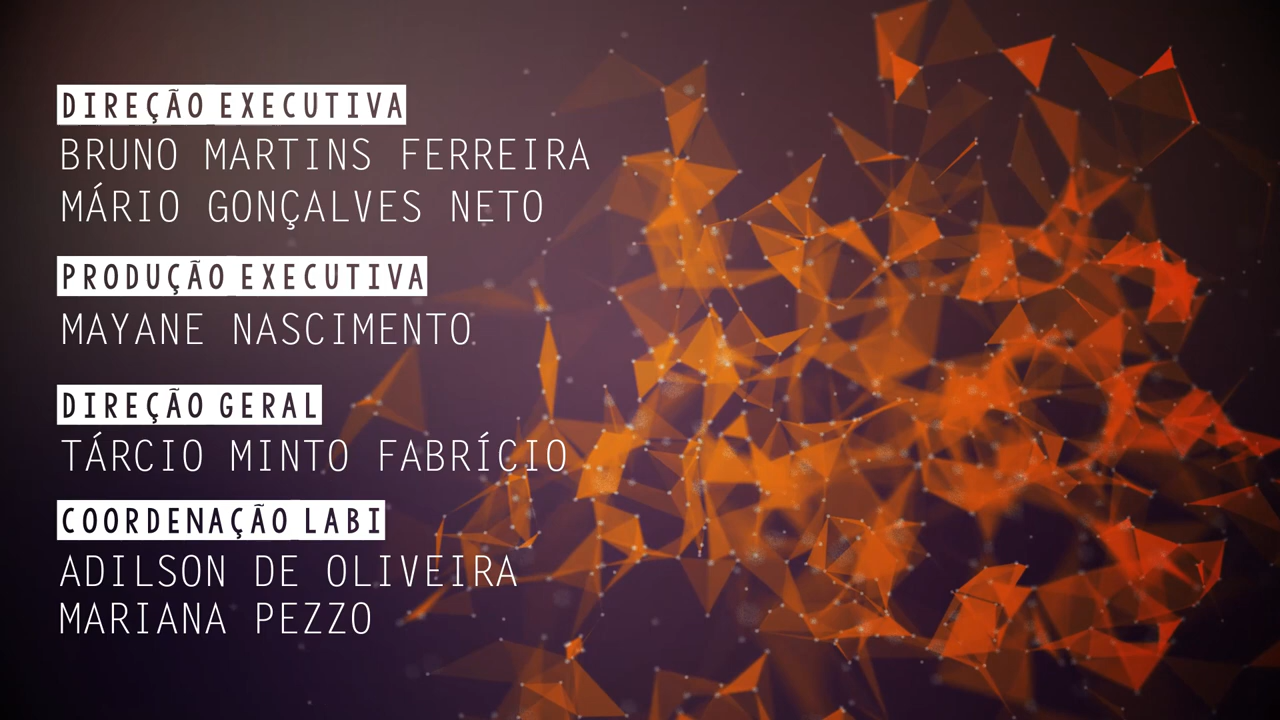 DIREÇÃO EXECUTIVA
BRUNO MARTINS FERREIRA
MÁRIO GONÇALVES NETO
PRODUÇÃO EXECUTIVA
MAYANE NASCIMENTO
DIREÇÃO GERAL
TÁRCIO MINTO FABRÍCIO
COORDENAÇÃO LABI
ADILSON DE OLIVEIRA
MARIANA PEZZO